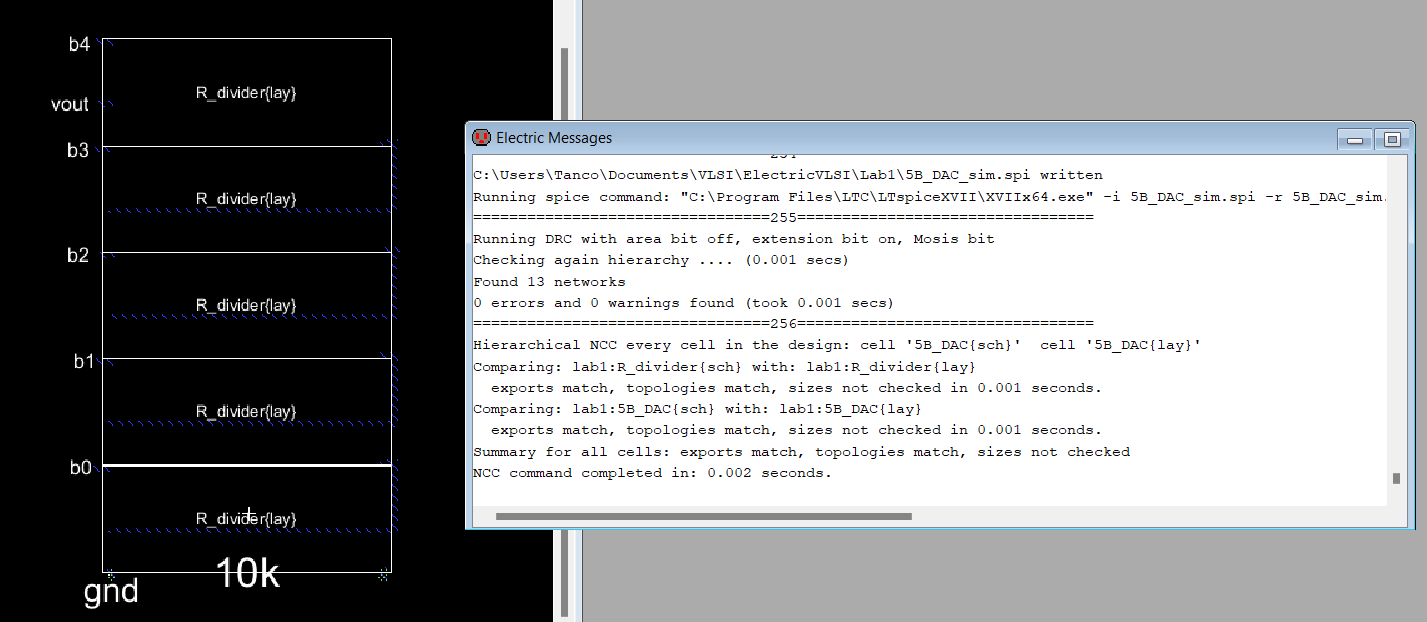 b4
R_divider{lay}
vout
b3
R_divider{lay}
b2
R_divider{lay}
b1
R_divider{lay}
b0
R_divider{lay}
10k
gnd
Electric Messages
C:\Users\Tanco\Documents\VLSI\ElectricVLSI\Lab1\5B_DAC_sim.spi written
Running spice command: "C:\Program Files\LTC\LTspiceXVII\XVIIx64.exe" -i 5B_DAC_sim.spi -r 5B_DAC_sim.
=================================255=================================
Running DRC with area bit off, extension bit on, Mosis bit
Checking again hierarchy .... (0.001 secs)
Found 13 networks
0 errors and 0 warnings found (took 0.001 secs)
=================================256=================================
Hierarchical NCC every cell in the design: cell '5B_DAC{sch}'  cell '5B_DAC{lay}'
Comparing: lab1:R_divider{sch} with: lab1:R_divider{lay}
  exports match, topologies match, sizes not checked in 0.001 seconds.
Comparing: lab1:5B_DAC{sch} with: lab1:5B_DAC{lay}
  exports match, topologies match, sizes not checked in 0.001 seconds.
Summary for all cells: exports match, topologies match, sizes not checked
NCC command completed in: 0.002 seconds.